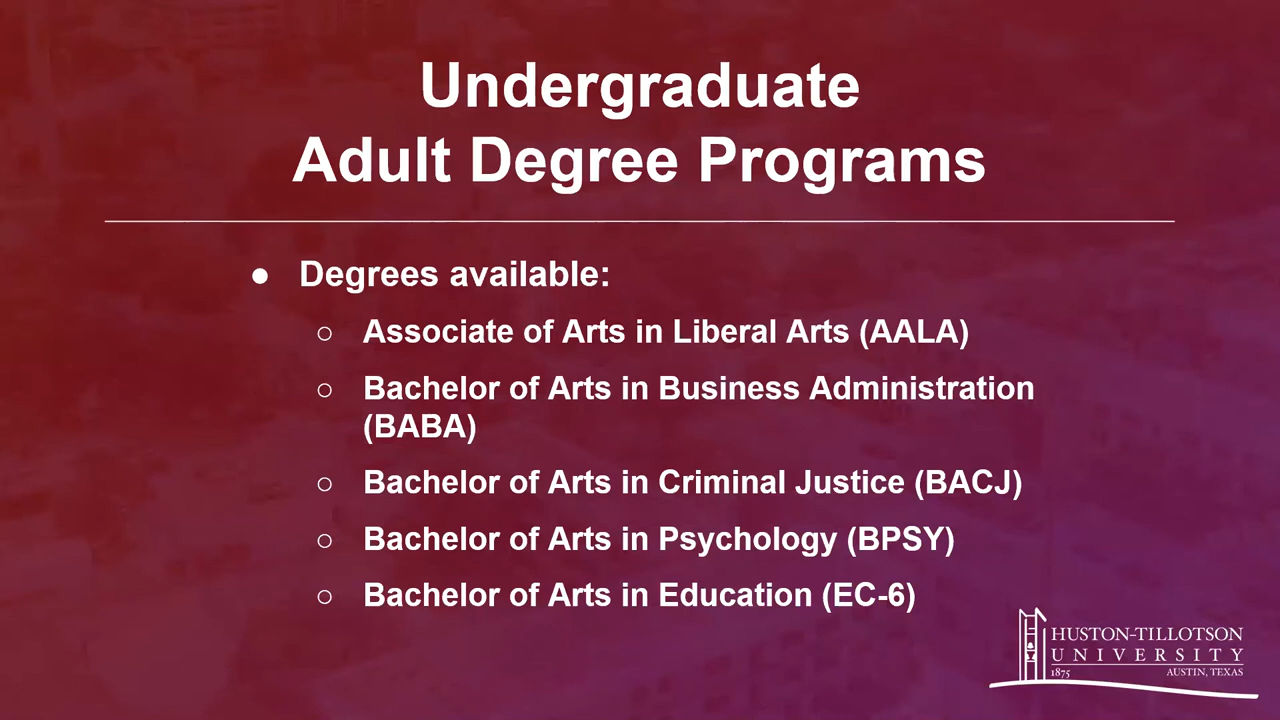 Undergraduate
Adult Degree Programs
● Degrees available:
○ Associate of Arts in Liberal Arts (AALA)
○ Bachelor of Arts in Business Administration
(BABA)
○ Bachelor of Arts in Criminal Justice (BACJ)
○ Bachelor of Arts in Psychology (BPSY)
○ Bachelor of Arts in Education (EC-6)
HUSTON-TILLOTSON
UNIVERSITY
1875 AUSTIN, TEXAS